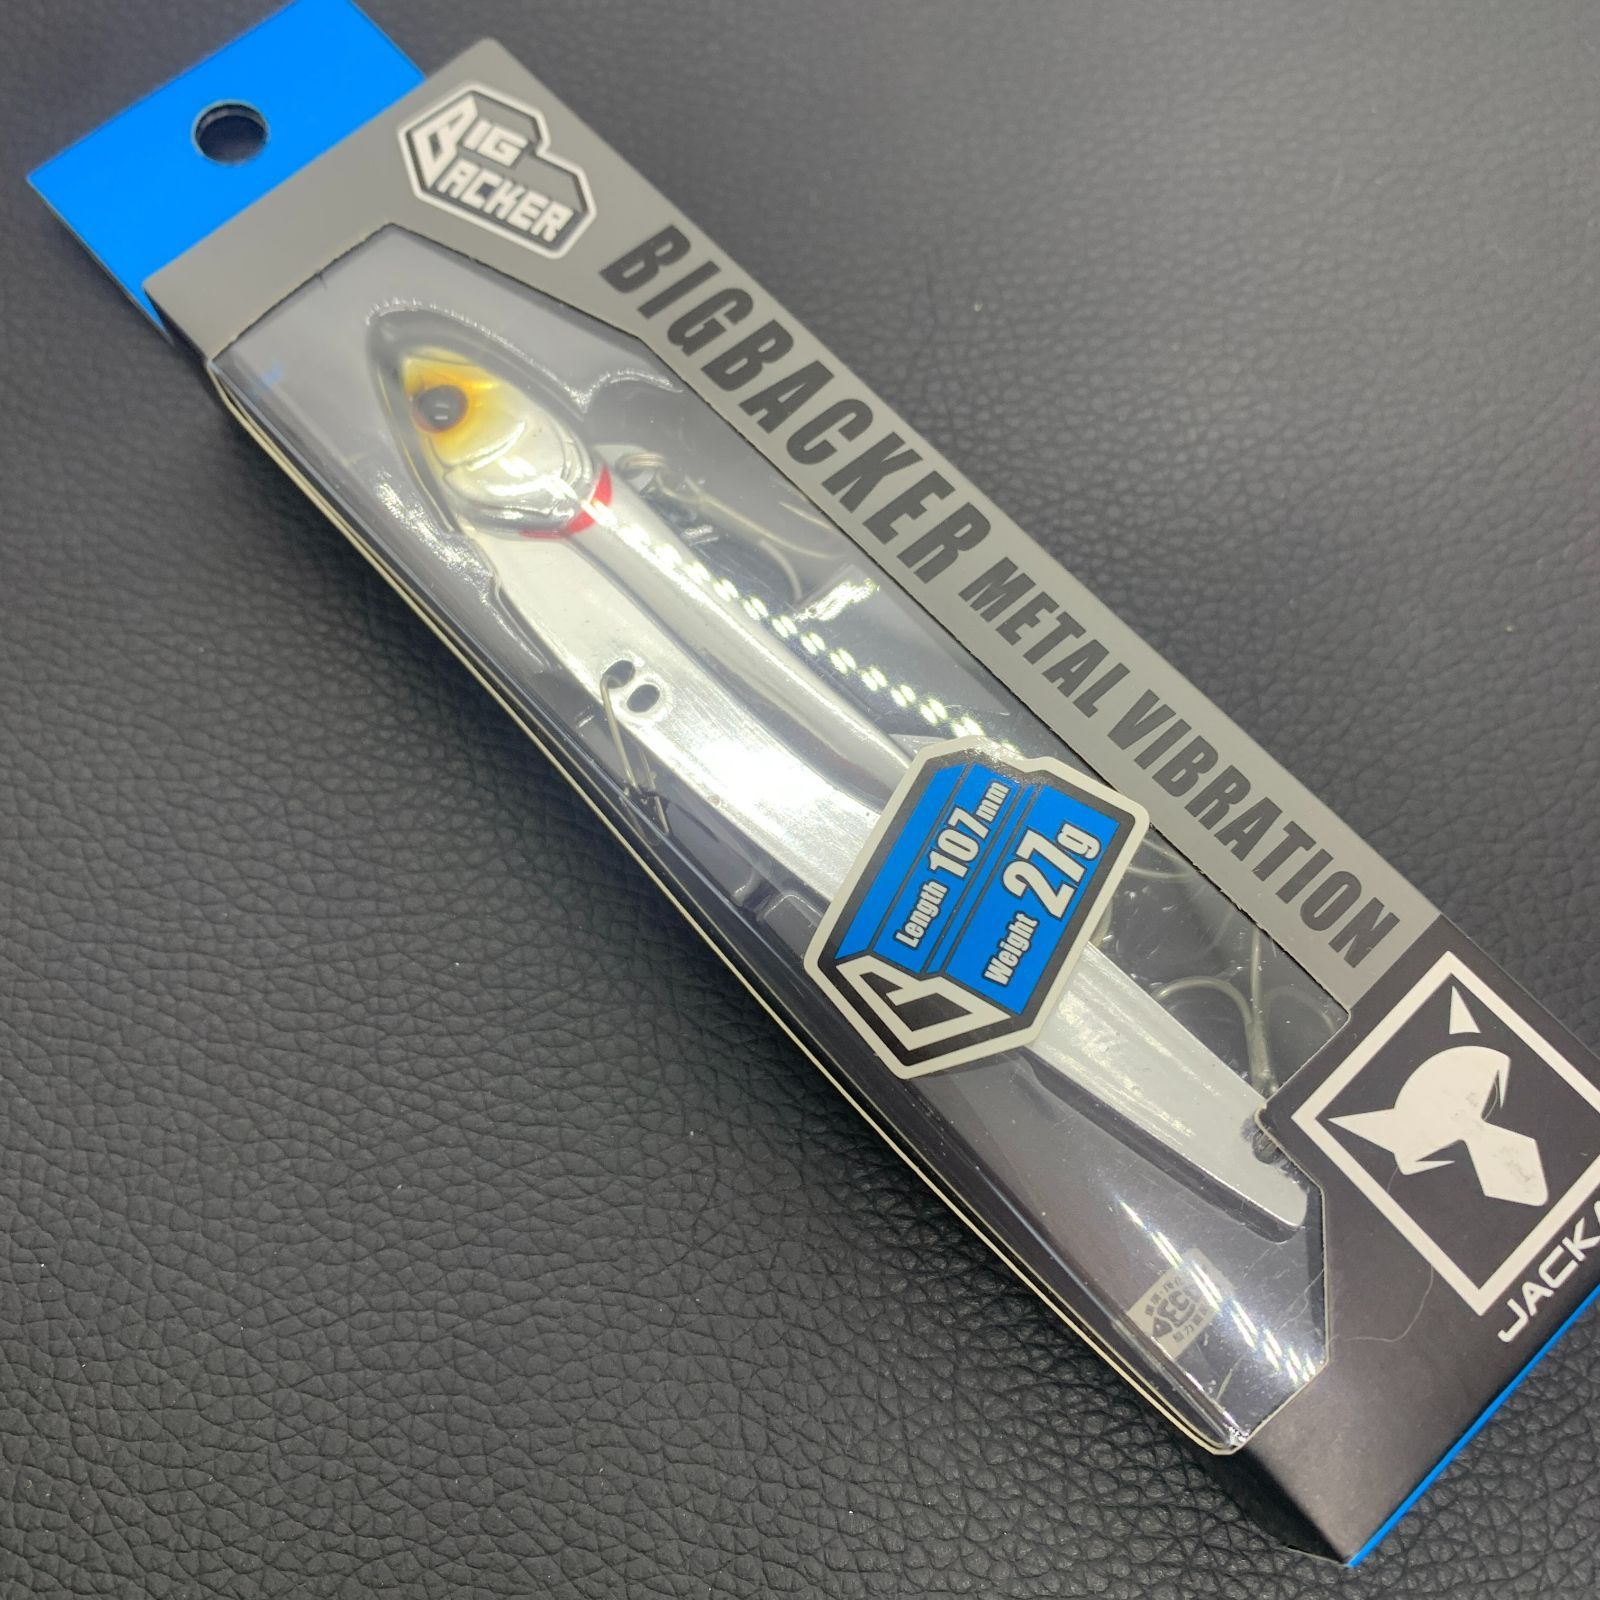 BIG
BACKER
BIGBACKER METAL VIBRATION
Length 107mm
Weight 27g
JACKA